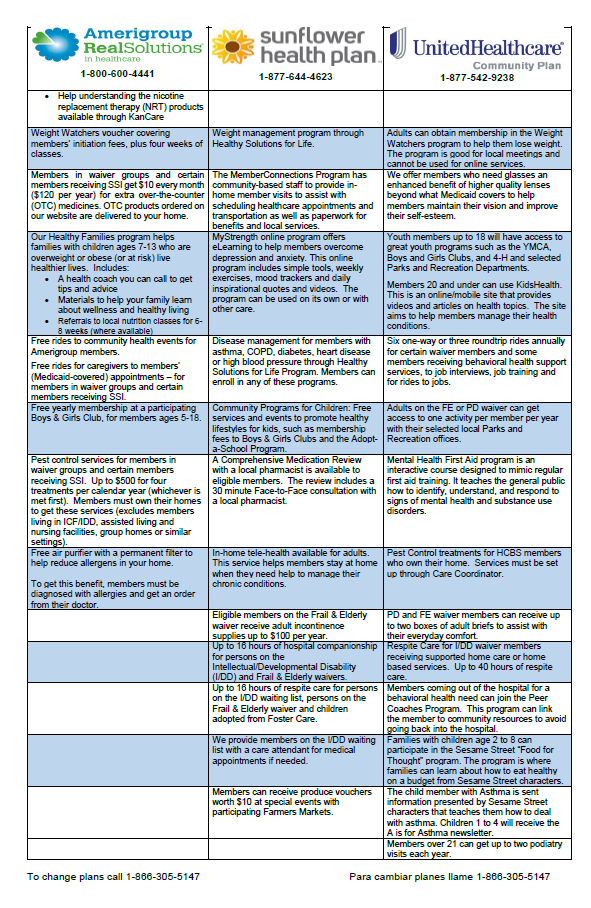 Amerigroup
RealSolutions
in healthcare
1-800-600-4441
sunflower
health plan
1-877-644-4623
UnitedHealthcare
Community Plan
1-877-542-9238
• Help understanding the nicotine
replacement therapy (NRT) products
available through KanCare
Weight Watchers voucher covering
members' initiation fees, plus four weeks of
classes.
Weight management program through
Healthy Solutions for Life.
Adults can obtain membership in the Weight
Watchers program to help them lose weight.
The program is good for local meetings and
cannot be used for online services.
Members in waiver groups and certain
members receiving SSI get $10 every month
($120 per year) for extra over-the-counter
(OTC) medicines. OTC products ordered on
our website are delivered to your home.
The MemberConnections Program has
community-based staff to provide in-
home member visits to assist with
scheduling healthcare appointments and
transportation as well as paperwork for
benefits and local services.
We offer members who need glasses an
enhanced benefit of higher quality lenses
beyond what Medicaid covers to help
members maintain their vision and improve
their self-esteem.
Our Healthy Families program helps
families with children ages 7-13 who are
overweight or obese (or at risk) live
healthier lives. Includes:
• A health coach you can call to get
tips and advice
• Materials to help your family learn
about wellness and healthy living
• Referrals to local nutrition classes for 6-
8 weeks (where available)
MyStrength online program offers
eLearning to help members overcome
depression and anxiety. This online
program includes simple tools, weekly
exercises, mood trackers and daily
inspirational quotes and videos. The
program can be used on its own or with
other care.
Youth members up to 18 will have access to
great youth programs such as the YMCA,
Boys and Girls Clubs, and 4-H and selected
Parks and Recreation Departments.
Members 20 and under can use KidsHealth.
This is an online/mobile site that provides
videos and articles on health topics. The site
aims to help members manage their health
conditions.
Free rides to community health events for
Amerigroup members.
Free rides for caregivers to members'
(Medicaid-covered) appointments – for
members in waiver groups and certain
members receiving SSI.
Disease management for members with
asthma, COPD, diabetes, heart disease
or high blood pressure through Healthy
Solutions for Life Program. Members can
enroll in any of these programs.
Six one-way or three roundtrip rides annually
for certain waiver members and some
members receiving behavioral health support
services, to job interviews, job training and
for rides to jobs.
Free yearly membership at a participating
Boys & Girls Club, for members ages 5-18.
Community Programs for Children: Free
services and events to promote healthy
lifestyles for kids, such as membership
fees to Boys & Girls Clubs and the Adopt-
a-School Program.
Adults on the FE or PD waiver can get
access to one activity per member per year
with their selected local Parks and
Recreation offices.
Pest control services for members in
waiver groups and certain members
receiving SSI. Up to $500 for four
treatments per calendar year (whichever is
met first). Members must own their homes
to get these services (excludes members
living in ICF/IDD, assisted living and
nursing facilities, group homes or similar
settings).
A Comprehensive Medication Review
with a local pharmacist is available to
eligible members. The review includes a
30 minute Face-to-Face consultation with
a local pharmacist.
Mental Health First Aid program is an
interactive course designed to mimic regular
first aid training. It teaches the general public
how to identify, understand, and respond to
signs of mental health and substance use
disorders.
Free air purifier with a permanent filter to
help reduce allergens in your home.
To get this benefit, members must be
diagnosed with allergies and get an order
from their doctor.
In-home tele-health available for adults.
This service helps members stay at home
when they need help to manage their
chronic conditions.
Pest Control treatments for HCBS members
who own their home. Services must be set
up through Care Coordinator.
Eligible members on the Frail & Elderly
waiver receive adult incontinence
supplies up to $100 per year.
PD and FE waiver members can receive up
to two boxes of adult briefs to assist with
their everyday comfort.
Up to 16 hours of hospital companionship
for persons on the
Intellectual/Developmental Disability
(I/DD) and Frail & Elderly waivers.
Respite Care for I/DD waiver members
receiving supported home care or home
based services. Up to 40 hours of respite
care.
Up to 16 hours of respite care for persons
on the I/DD waiting list, persons on the
Frail & Elderly waiver and children
adopted from Foster Care.
Members coming out of the hospital for a
behavioral health need can join the Peer
Coaches Program. This program can link
the member to community resources to avoid
going back into the hospital.
We provide members on the I/DD waiting
list with a care attendant for medical
appointments if needed.
Families with children age 2 to 8 can
participate in the Sesame Street "Food for
Thought" program. The program is where
families can learn about how to eat healthy
on a budget from Sesame Street characters.
Members can receive produce vouchers
worth $10 at special events with
participating Farmers Markets.
The child member with Asthma is sent
information presented by Sesame Street
characters that teaches them how to deal
with asthma. Children 1 to 4 will receive the
A is for Asthma newsletter.
Members over 21 can get up to two podiatry
visits each year.
To change plans call 1-866-305-5147
Para cambiar planes llame 1-866-305-5147